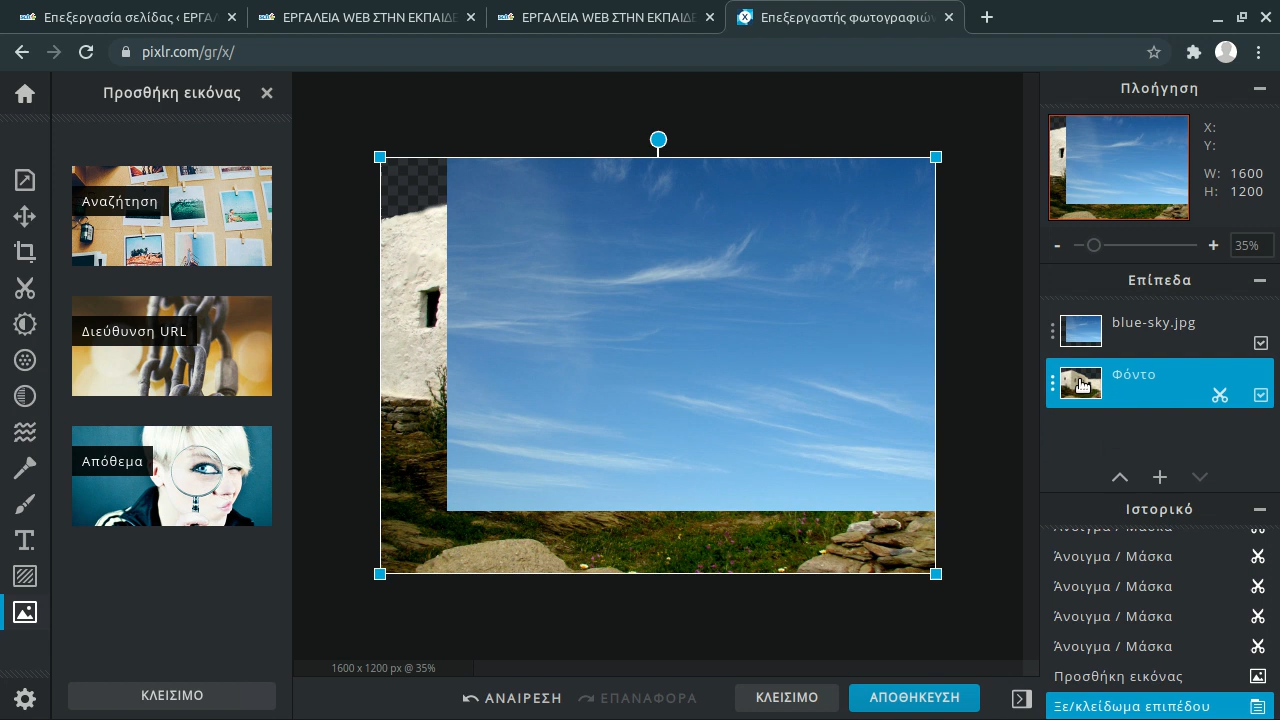 Επεξεργασία σελίδας ‹ ΕΡΓΑΛ
ΕΡΓΑΛΕΙΑ WEB ΣΤΗΝ ΕΚΠΑΙΔΕ
ΕΡΓΑΛΕΙΑ WEB ΣΤΗΝ ΕΚΠΑΙΔΕ
Επεξεργαστής φωτογραφιών
pixlr.com/gr/x/
Προσθήκη εικόνας
Αναζήτηση
Διεύθυνση URL
Απόθεμα
ΚΛΕΙΣΙΜΟ
1600 x 1200 px @ 35%
ΑΝΑΙΡΕΣΗ
ΕΠΑΝΑΦΟΡΑ
ΚΛΕΙΣΙΜΟ
ΑΠΟΘΗΚΕΥΣΗ
Πλοήγηση
X:
Y:
W: 1600
H: 1200
- + 35%
Επίπεδα
blue-sky.jpg
Φόντο
Ιστορικό
Άνοιγμα / Μάσκα
Άνοιγμα / Μάσκα
Άνοιγμα / Μάσκα
Άνοιγμα / Μάσκα
Άνοιγμα / Μάσκα
Προσθήκη εικόνας
Ξε/κλείδωμα επιπέδου